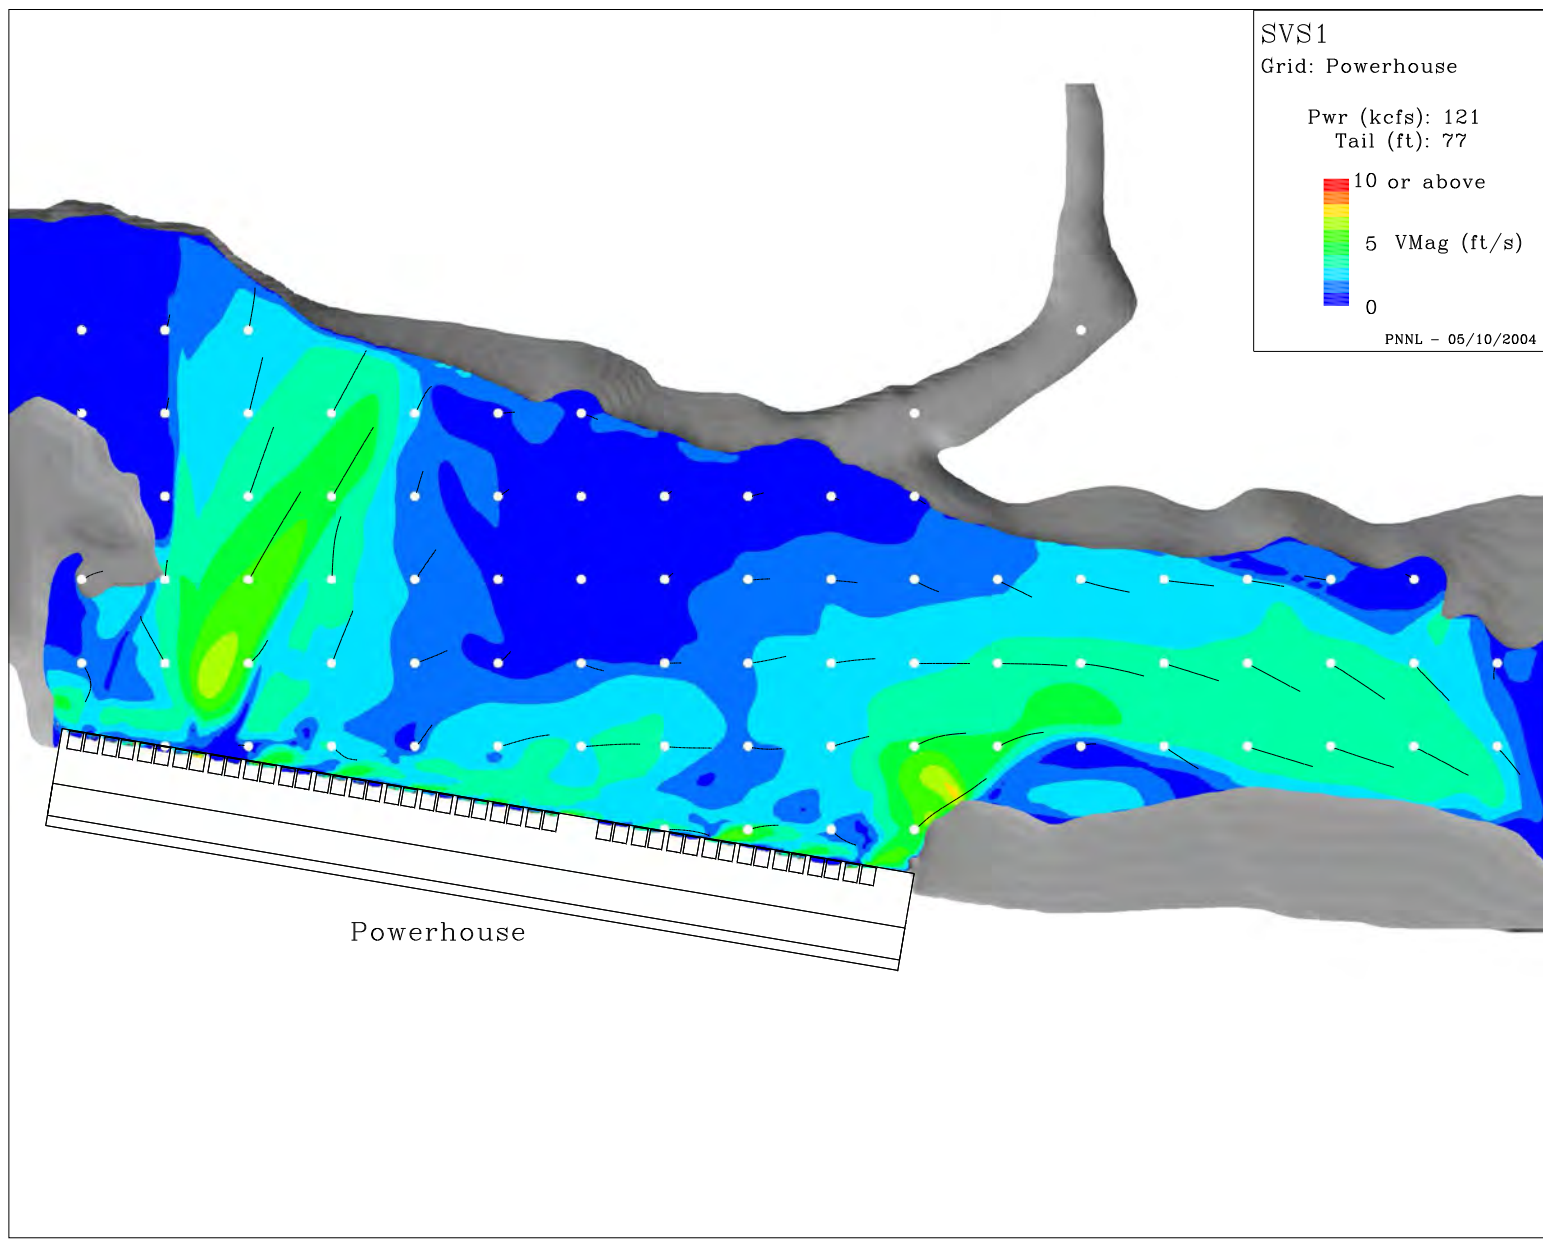 SVS1
Grid: Powerhouse
Pwr (kcfs): 121
Tail (ft): 77
10 or above
5 VMag (ft/s)
0
PNNL - 05/10/2004
Powerhouse